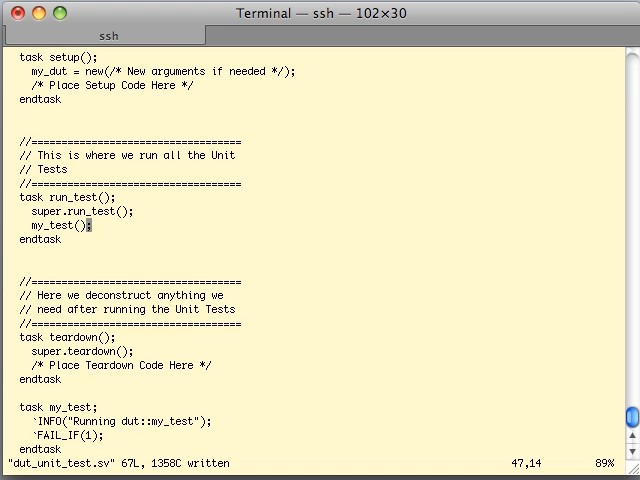 Terminal — ssh — 102×30
ssh
task setup();
my_dut = new(/* New arguments if needed */);
/* Place Setup Code Here */
endtask
//===================================
// This is where we run all the Unit
// Tests
//===================================
task run_test();
super.run_test();
my_test();
endtask
//===================================
// Here we deconstruct anything we
// need after running the Unit Tests
//===================================
task teardown();
super.teardown();
/* Place Teardown Code Here */
endtask
task my_test;
`INFO("Running dut::my_test");
`FAIL_IF(1);
endtask
"dut_unit_test.sv" 67L, 1358C written 47,14 89%